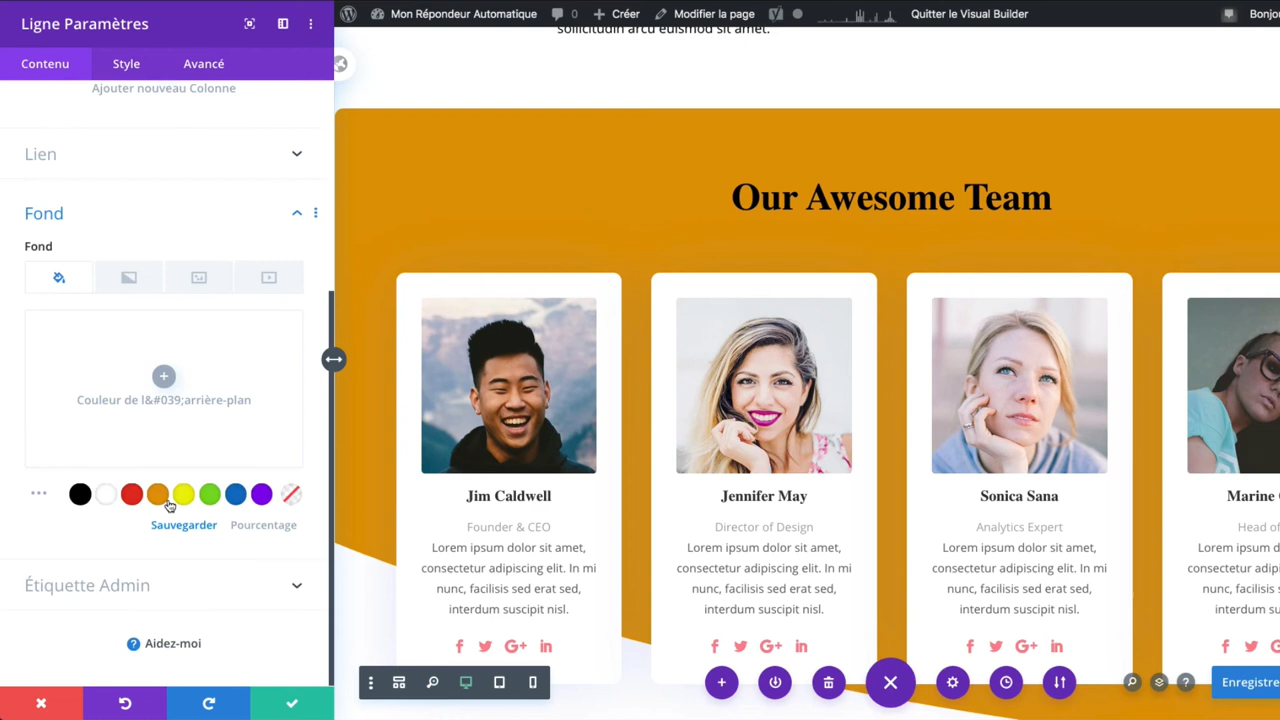 Ligne Paramètres
Contenu
Style
Avancé
Ajouter nouveau Colonne
Lien
Fond
Fond
Couleur de l&#039;arrière-plan
Sauvegarder
Pourcentage
Étiquette Admin
Aidez-moi
Mon Répondeur Automatique
0
Créer
Modifier la page
Quitter le Visual Builder
Bonjo
sollicitudin arcu euismod sit amet.
Our Awesome Team
Jim Caldwell
Founder & CEO
Lorem ipsum dolor sit amet,
consectetur adipiscing elit. In mi
nunc, facilisis sed erat sed,
interdum suscipit nisl.
Jennifer May
Director of Design
Lorem ipsum dolor sit amet,
consectetur adipiscing elit. In mi
nunc, facilisis sed erat sed,
interdum suscipit nisl.
Sonica Sana
Analytics Expert
Lorem ipsum dolor sit amet,
consectetur adipiscing elit. In mi
nunc, facilisis sed erat sed,
interdum suscipit nisl.
Marine
Head of
Lorem ipsum d
consectetur adip
nunc, facilisis
interdum su
Enregistre